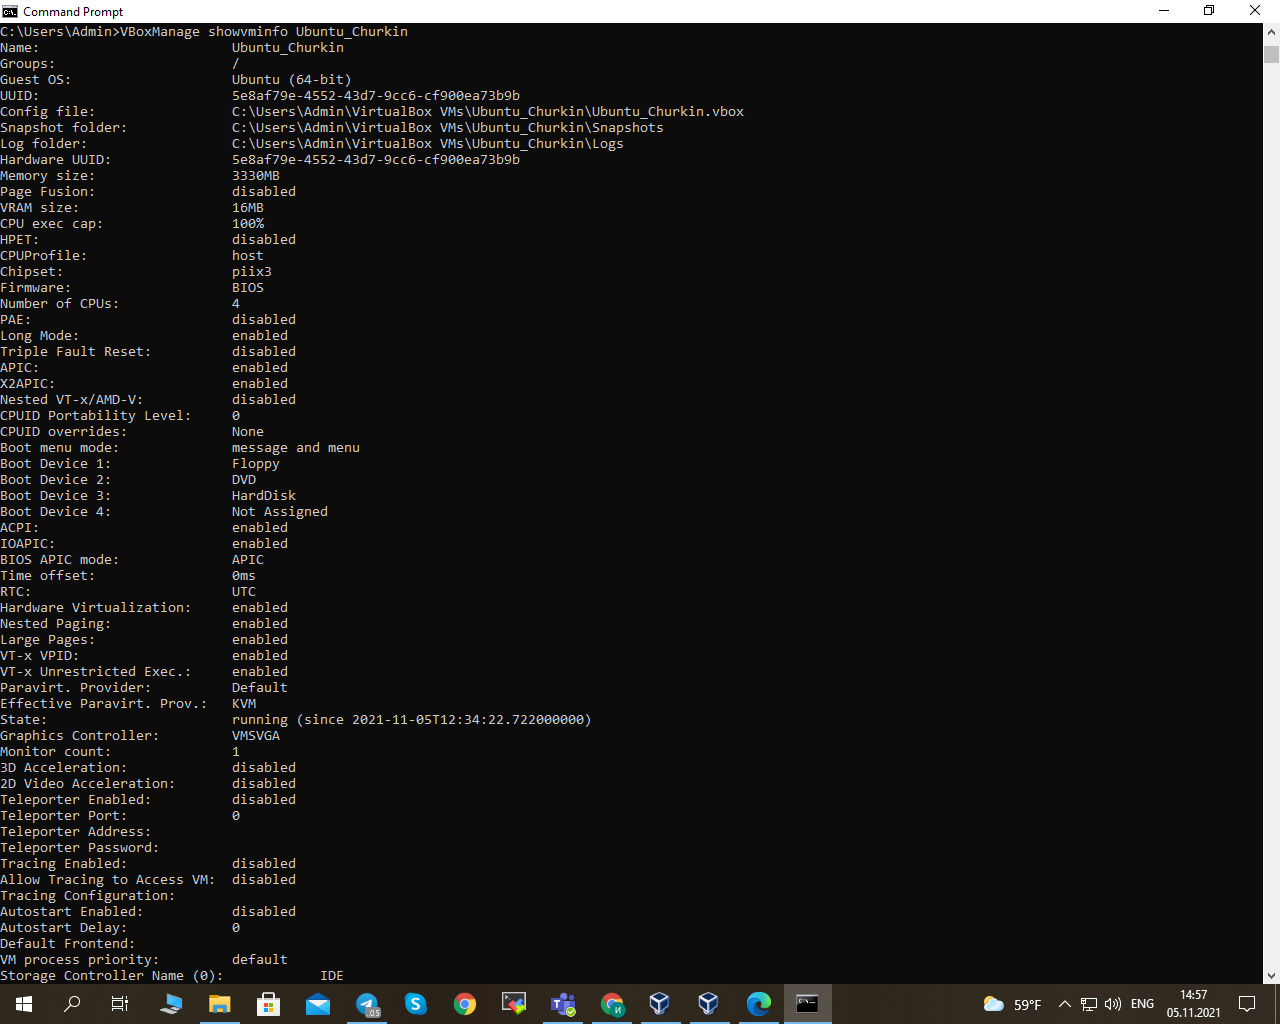 Command Prompt
C:\Users\Admin>VBoxManage showvminfo Ubuntu_Churkin
Name: Ubuntu_Churkin
Groups: /
Guest OS: Ubuntu (64-bit)
UUID: 5e8af79e-4552-43d7-9cc6-cf900ea73b9b
Config file: C:\Users\Admin\VirtualBox VMs\Ubuntu_Churkin\Ubuntu_Churkin.vbox
Snapshot folder: C:\Users\Admin\VirtualBox VMs\Ubuntu_Churkin\Snapshots
Log folder: C:\Users\Admin\VirtualBox VMs\Ubuntu_Churkin\Logs
Hardware UUID: 5e8af79e-4552-43d7-9cc6-cf900ea73b9b
Memory size: 3330MB
Page Fusion: disabled
VRAM size: 16MB
CPU exec cap: 100%
HPET: disabled
CPUProfile: host
Chipset: piix3
Firmware: BIOS
Number of CPUs: 4
PAE: disabled
Long Mode: enabled
Triple Fault Reset: disabled
APIC: enabled
X2APIC: enabled
Nested VT-x/AMD-V: disabled
CPUID Portability Level: 0
CPUID overrides: None
Boot menu mode: message and menu
Boot Device 1: Floppy
Boot Device 2: DVD
Boot Device 3: HardDisk
Boot Device 4: Not Assigned
ACPI: enabled
IOAPIC: enabled
BIOS APIC mode: APIC
Time offset: 0ms
RTC: UTC
Hardware Virtualization: enabled
Nested Paging: enabled
Large Pages: enabled
VT-x VPID: enabled
VT-x Unrestricted Exec.: enabled
Paravirt. Provider: Default
Effective Paravirt. Prov.: KVM
State: running (since 2021-11-05T12:34:22.722000000)
Graphics Controller: VMSVGA
Monitor count: 1
3D Acceleration: disabled
2D Video Acceleration: disabled
Teleporter Enabled: disabled
Teleporter Port: 0
Teleporter Address:
Teleporter Password:
Tracing Enabled: disabled
Allow Tracing to Access VM: disabled
Tracing Configuration:
Autostart Enabled: disabled
Autostart Delay: 0
Default Frontend:
VM process priority: default
Storage Controller Name (0): IDE
59°F
ENG
14:57
05.11.2021